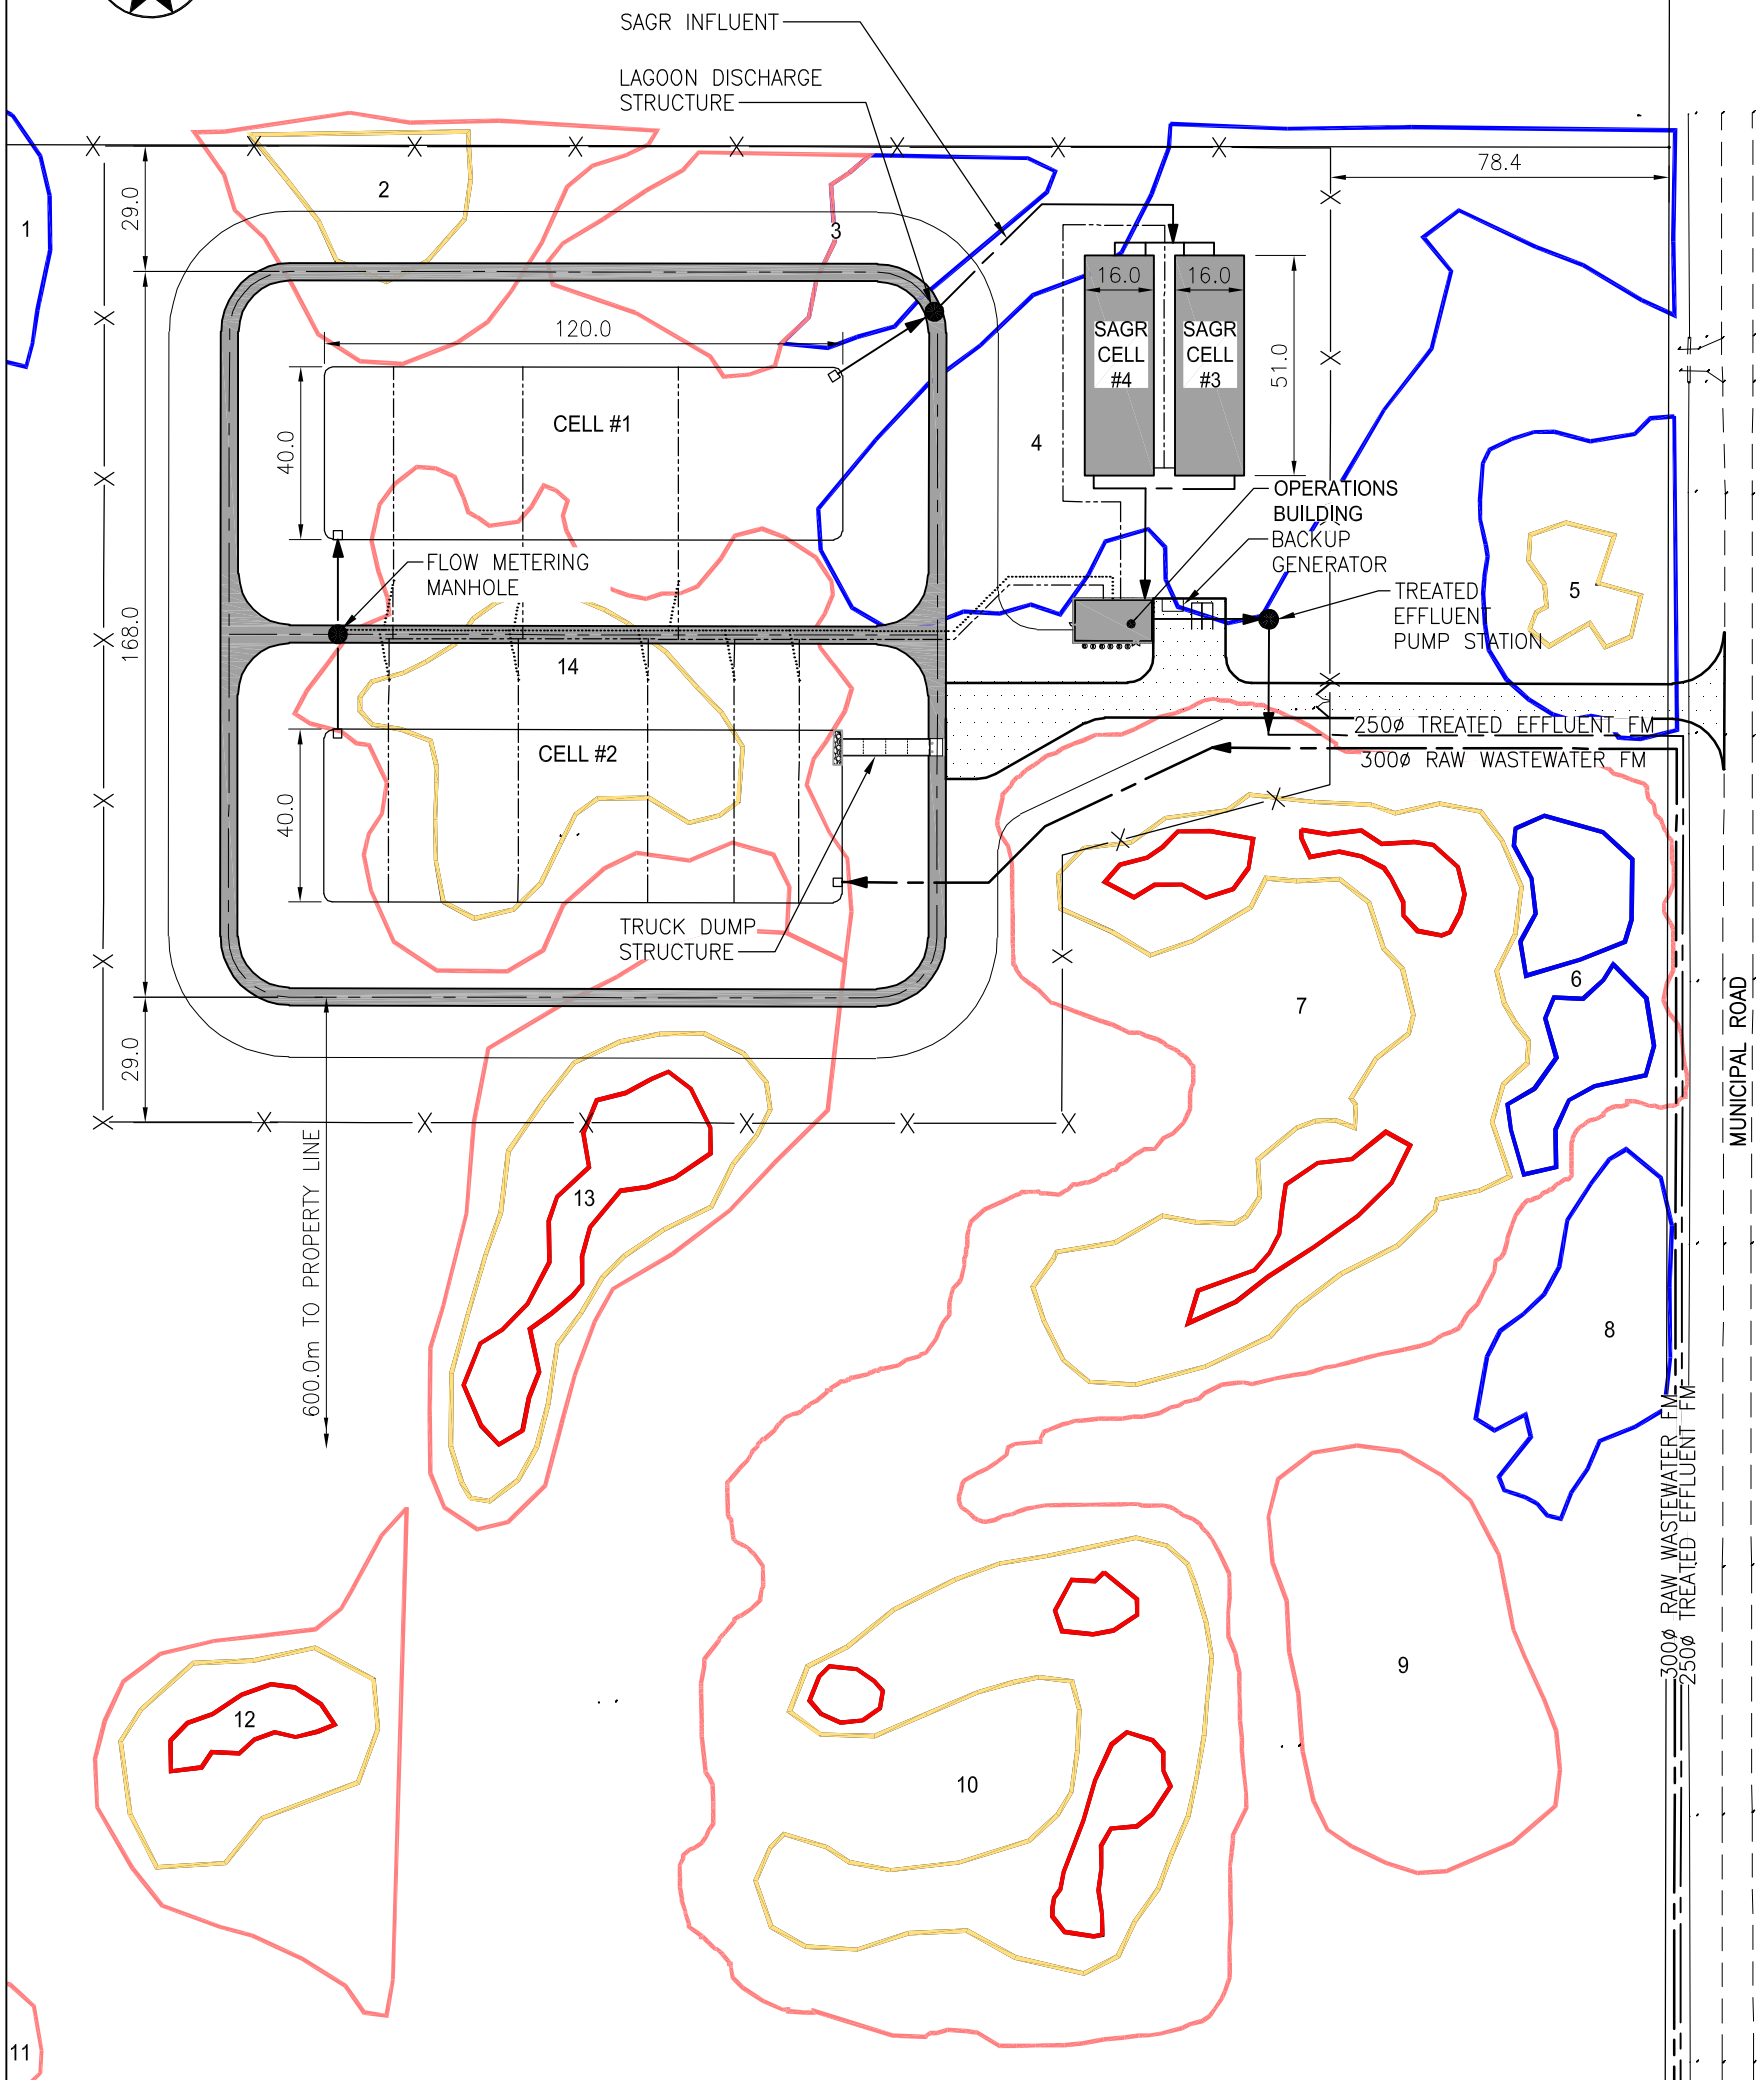 SAGR INFLUENT
LAGOON DISCHARGE
STRUCTURE
78.4
29.0
1
2
3
16.0
16.0
120.0
SAGR
CELL
#4
SAGR
CELL
#3
51.0
CELL #1
40.0
4
OPERATIONS
BUILDING
BACKUP
GENERATOR
FLOW METERING
MANHOLE
TREATED
EFFLUENT
PUMP STATION
5
168.0
14
250ø TREATED EFFLUENT FM
300ø RAW WASTEWATER FM
CELL #2
40.0
TRUCK DUMP
STRUCTURE
6
7
29.0
MUNICIPAL ROAD
600.0m TO PROPERTY LINE
13
8
300ø RAW WASTEWATER FM
250ø TREATED EFFLUENT FM
9
12
10
11